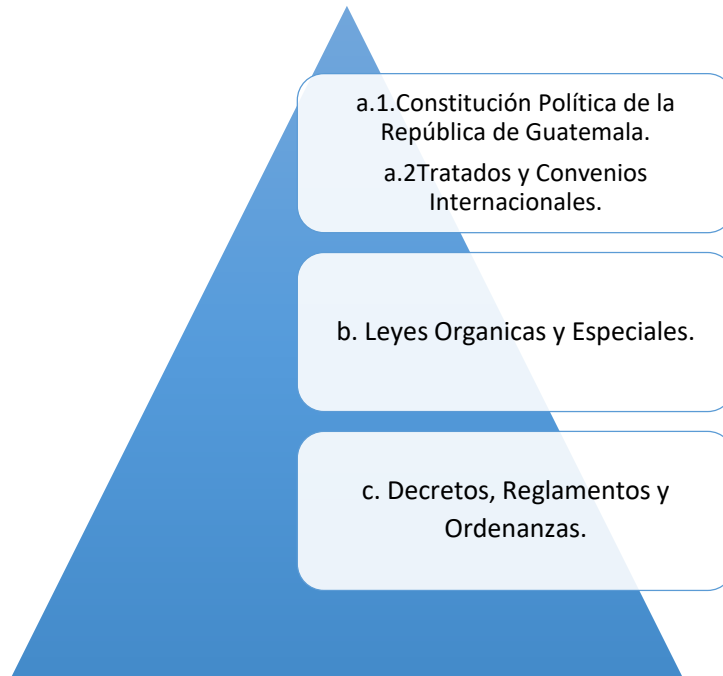 a.1.Constitución Política de la
República de Guatemala.
a.2Tratados y Convenios
Internacionales.
b. Leyes Organicas y Especiales.
c. Decretos, Reglamentos y
Ordenanzas.